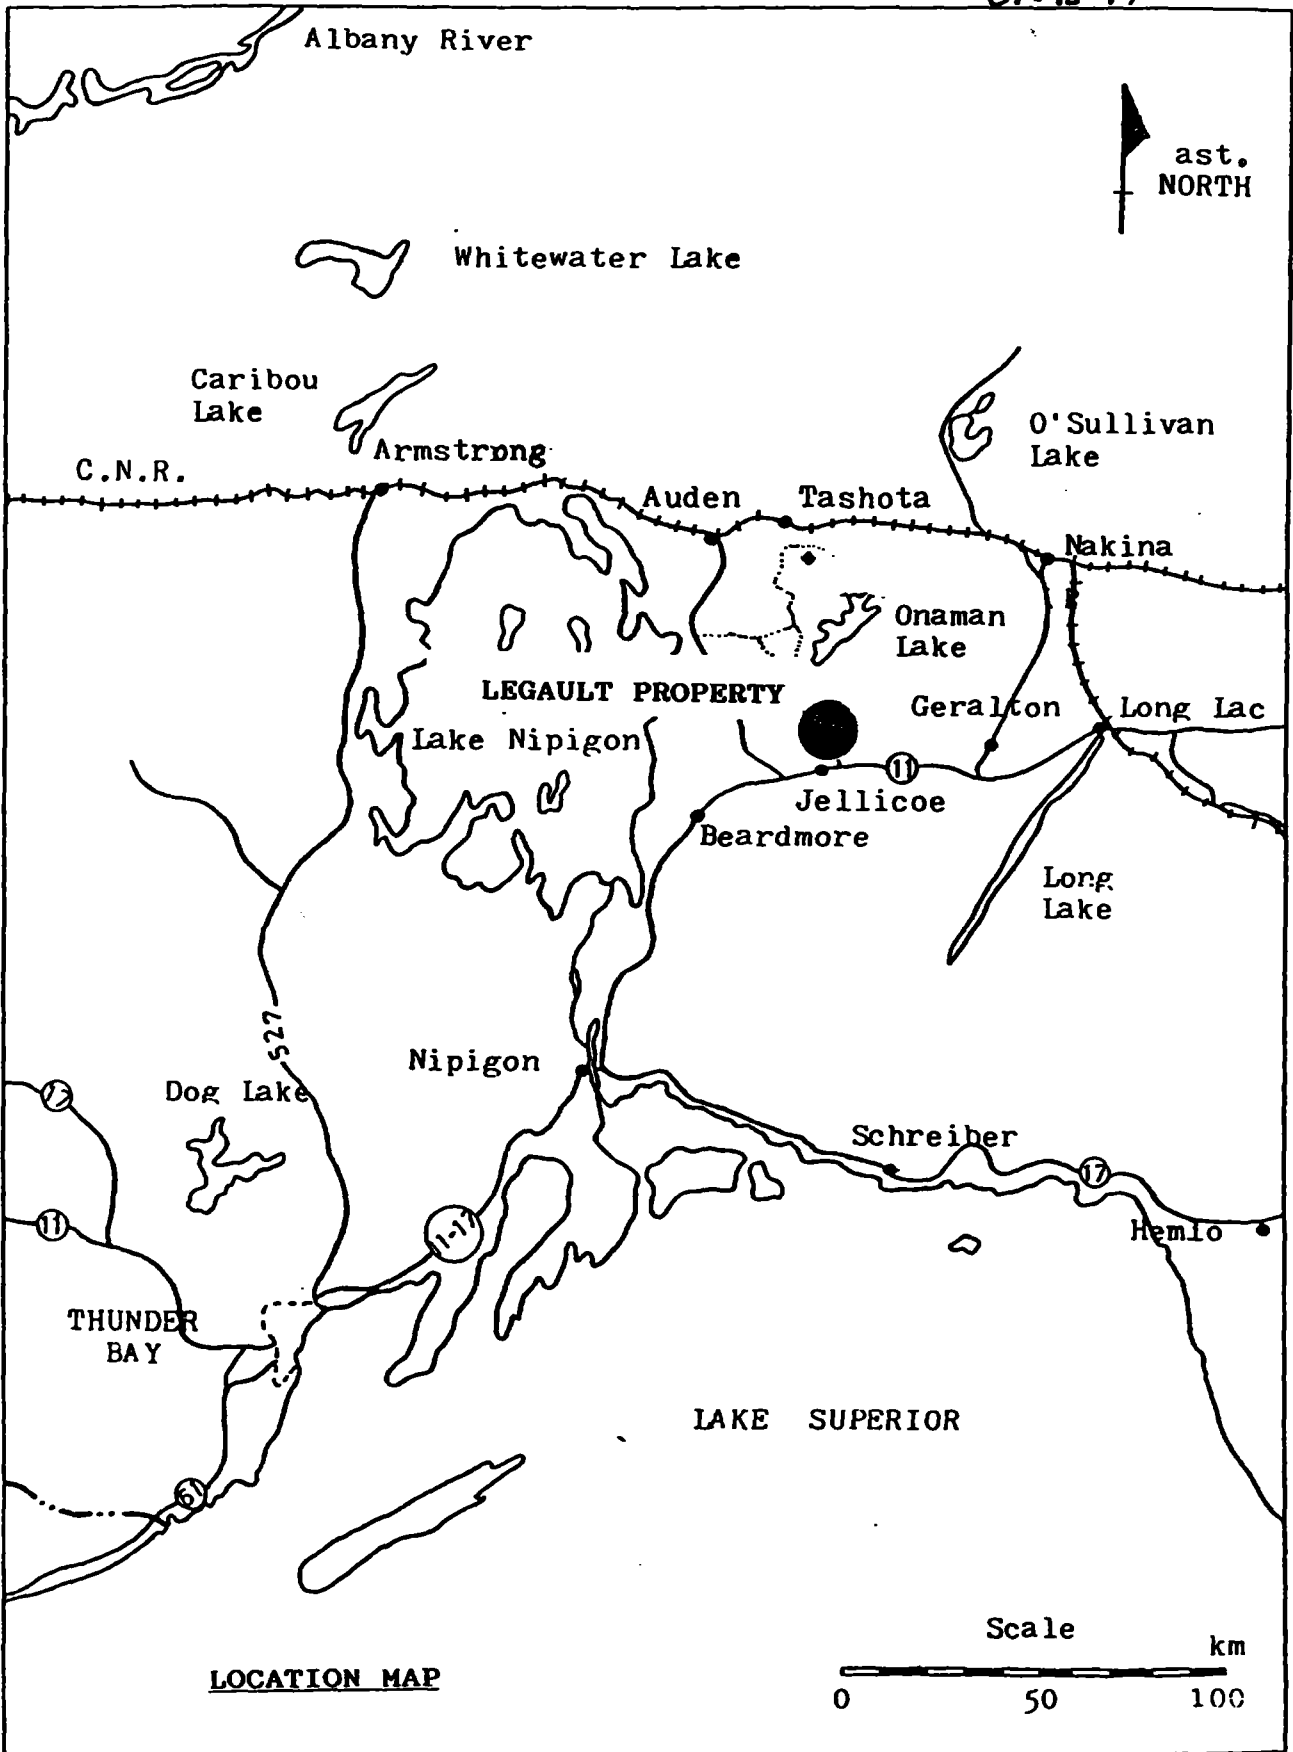 Albany River
ast.
NORTH
Whitewater Lake
Caribou
Lake
O'Sullivan
Lake
Armstrong
C.N.R.
Auden
Tashota
Nakina
Onaman
Lake
LEGAULT PROPERTY
Geralton
Long Lac
Lake Nipigon
11
Jellicoe
Beardmore
Long
Lake
527
Nipigon
Dog Lake
Schreiber
17
11
11-17
Hemlo
THUNDER
BAY
LAKE SUPERIOR
61
Scale
km
LOCATION MAP
0 50 100